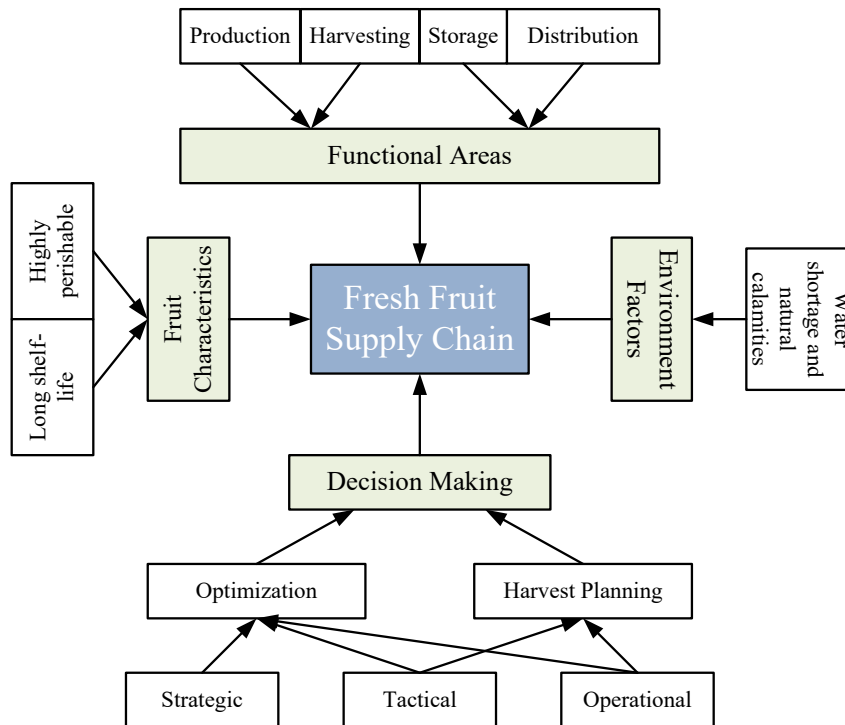 Production
Harvesting
Storage
Distribution
Functional Areas
Highly
perishable
Long shelf-
life
Fruit
Characteristics
Fresh Fruit
Supply Chain
Environment
Factors
Water
shortage and
natural
calamities
Decision Making
Optimization
Harvest Planning
Strategic
Tactical
Operational